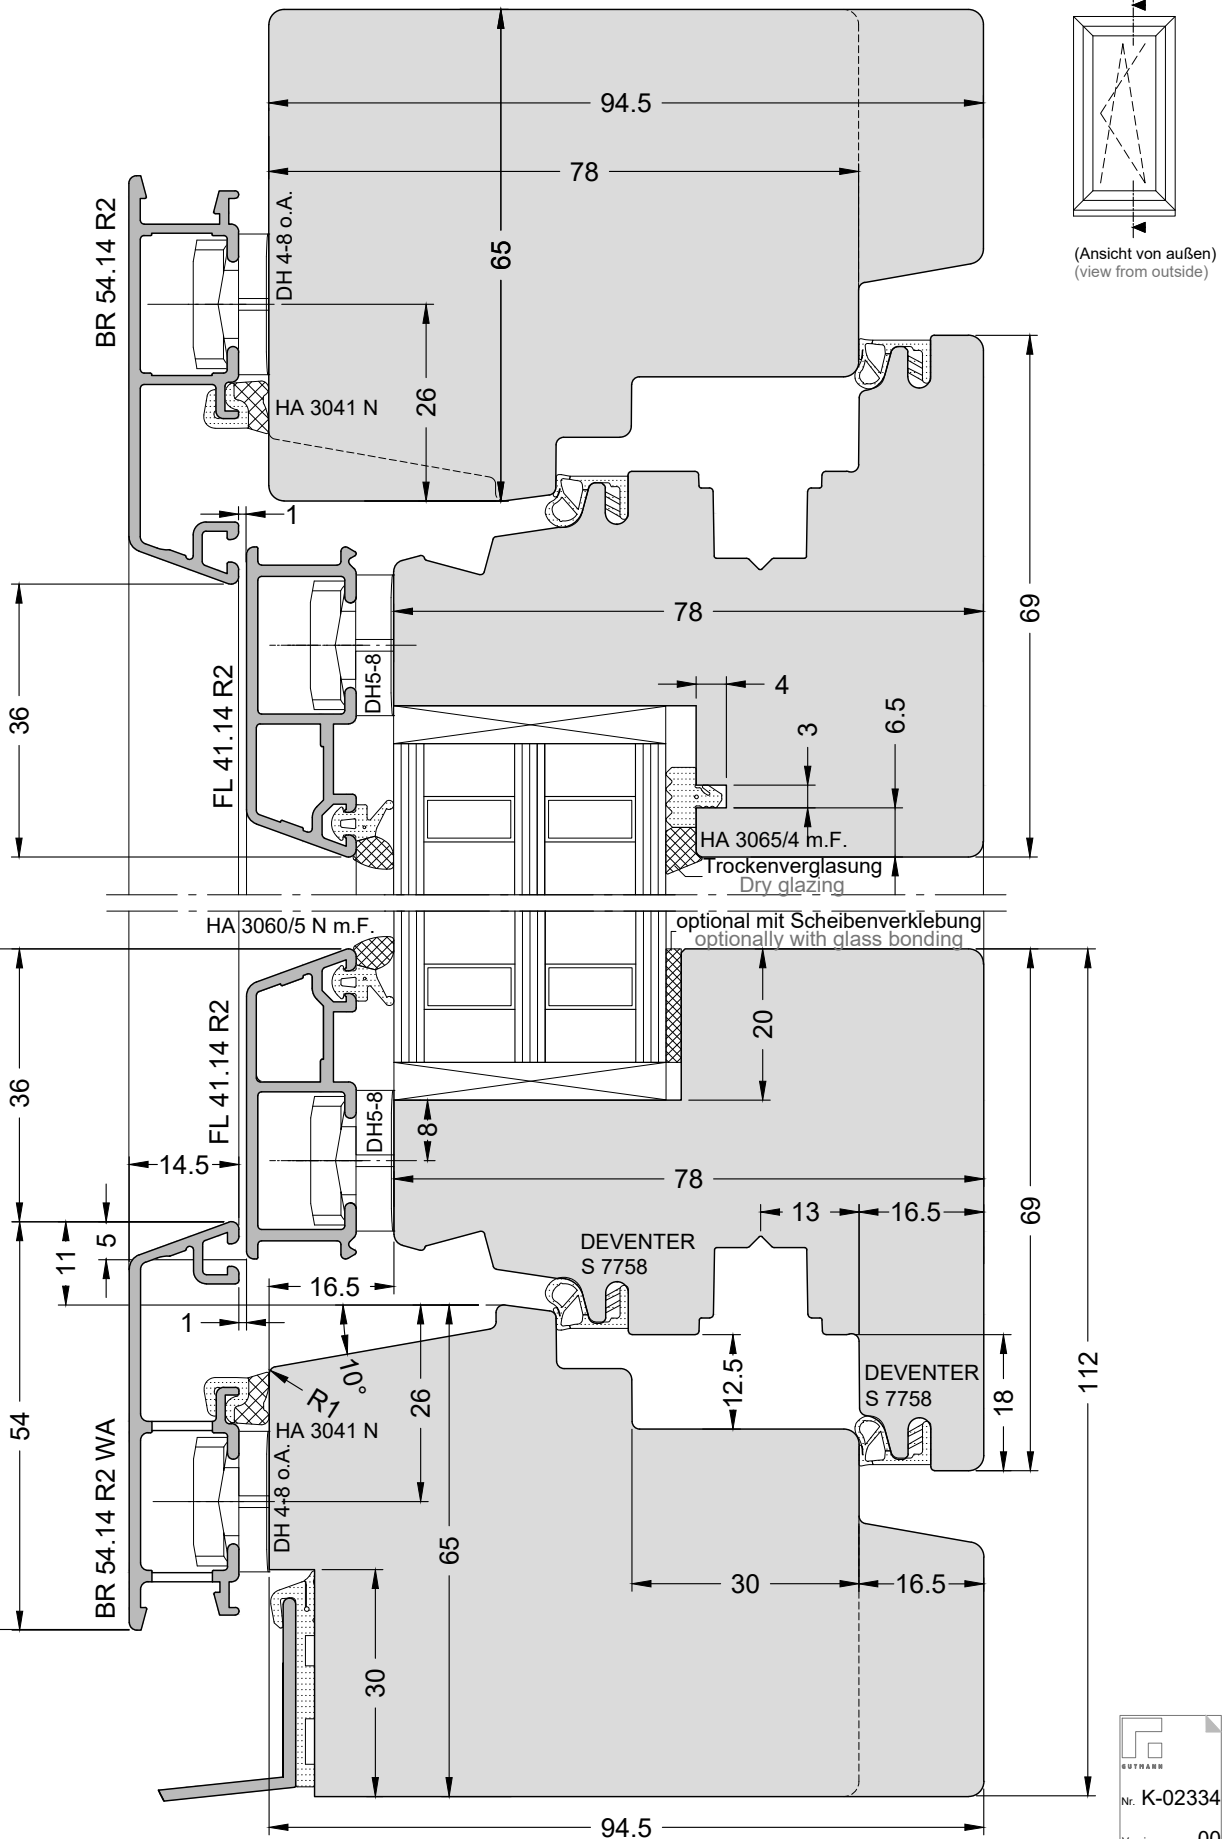 94.5
78
65
26
BR 54.14 R2
DH 4-8 o.A.
HA 3041 N
(Ansicht von außen)
(view from outside)
1
36
FL 41.14 R2
DH5-8
78
69
4
3
6.5
HA 3065/4 m.F.
Trockenverglasung
Dry glazing
HA 3060/5 N m.F.
optional mit Scheibenverklebung
optionally with glass bonding
36
FL 41.14 R2
DH5-8
8
20
14.5
78
13
16.5
69
112
5
11
16.5
DEVENTER
S 7758
1
10°
R1
26
12.5
DEVENTER
S 7758
18
54
BR 54.14 R2 WA
HA 3041 N
DH 4-8 o.A.
65
30
16.5
30
94.5
GUTMANN
Nr. K-02334
00